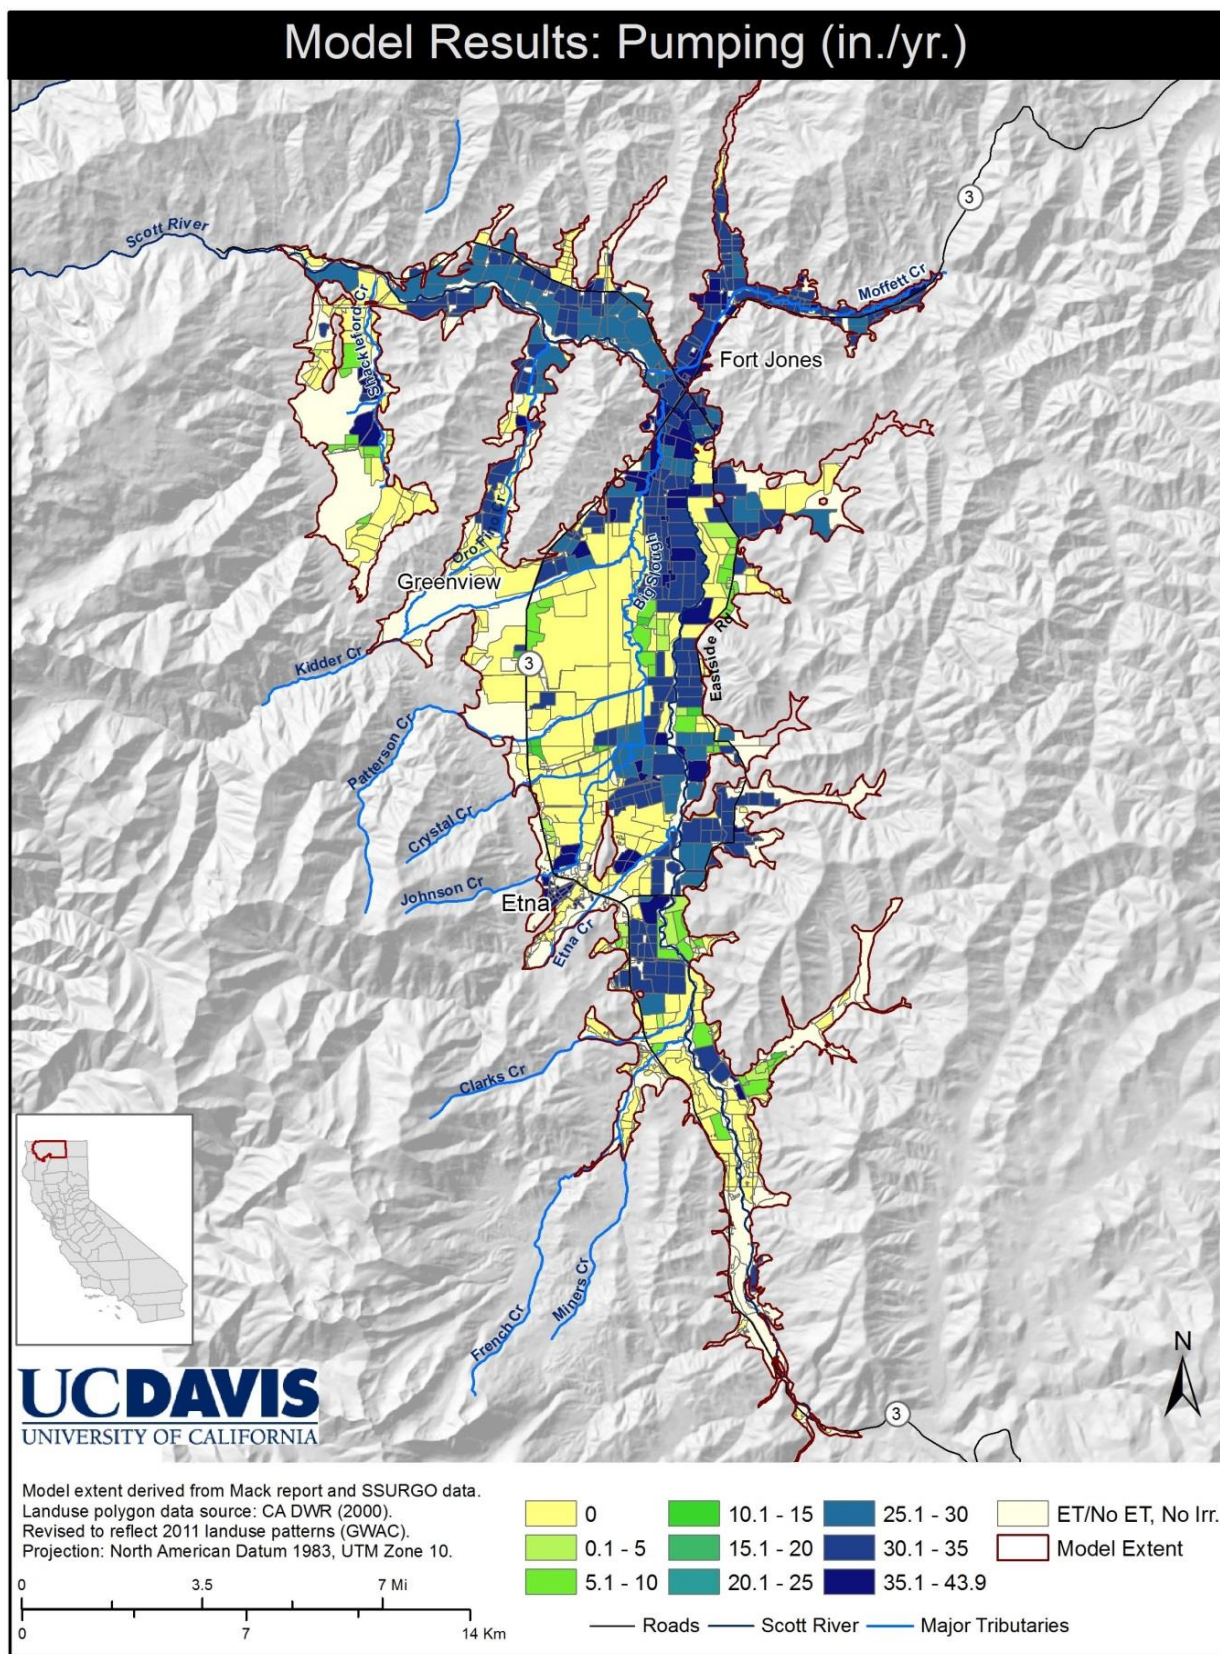 Model Results: Pumping (in./yr.)
3
Scott River
Moffett Cr
Shackleford Cr
Fort Jones
Oro Fino Cr
Big Slough
Greenview
Eastside Rd
Kidder Cr
3
Patterson Cr
Crystal Cr
Johnson Cr
Etna
Etna Cr
Clarks Cr
Miners Cr
French Cr
N
3
UCDAVIS
UNIVERSITY OF CALIFORNIA
Model extent derived from Mack report and SSURGO data.
Landuse polygon data source: CA DWR (2000).
Revised to reflect 2011 landuse patterns (GWAC).
Projection: North American Datum 1983, UTM Zone 10.
0 3.5 7 Mi
0 7 14 Km
0 10.1 - 15 25.1 - 30 ET/No ET, No Irr.
0.1 - 5 15.1 - 20 30.1 - 35 Model Extent
5.1 - 10 20.1 - 25 35.1 - 43.9
Roads Scott River Major Tributaries